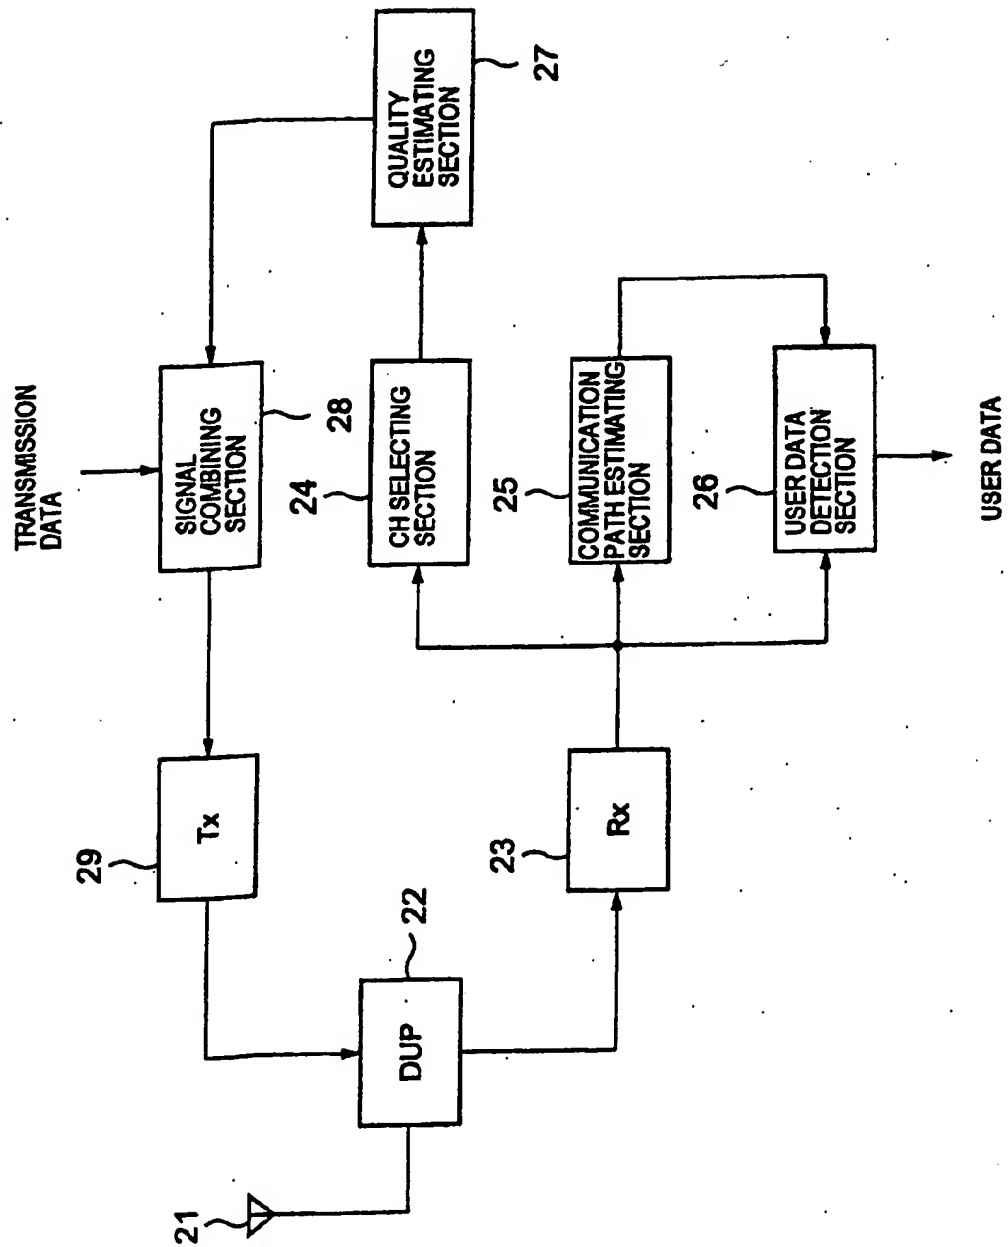 TRANSMISSION
DATA
SIGNAL
COMBINING
SECTION
28
QUALITY
ESTIMATING
SECTION
27
29
Tx
24
CH SELECTING
SECTION
21
DUP
22
23
Rx
25
COMMUNICATION
PATH ESTIMATING
SECTION
26
USER DATA
DETECTION
SECTION
USER DATA